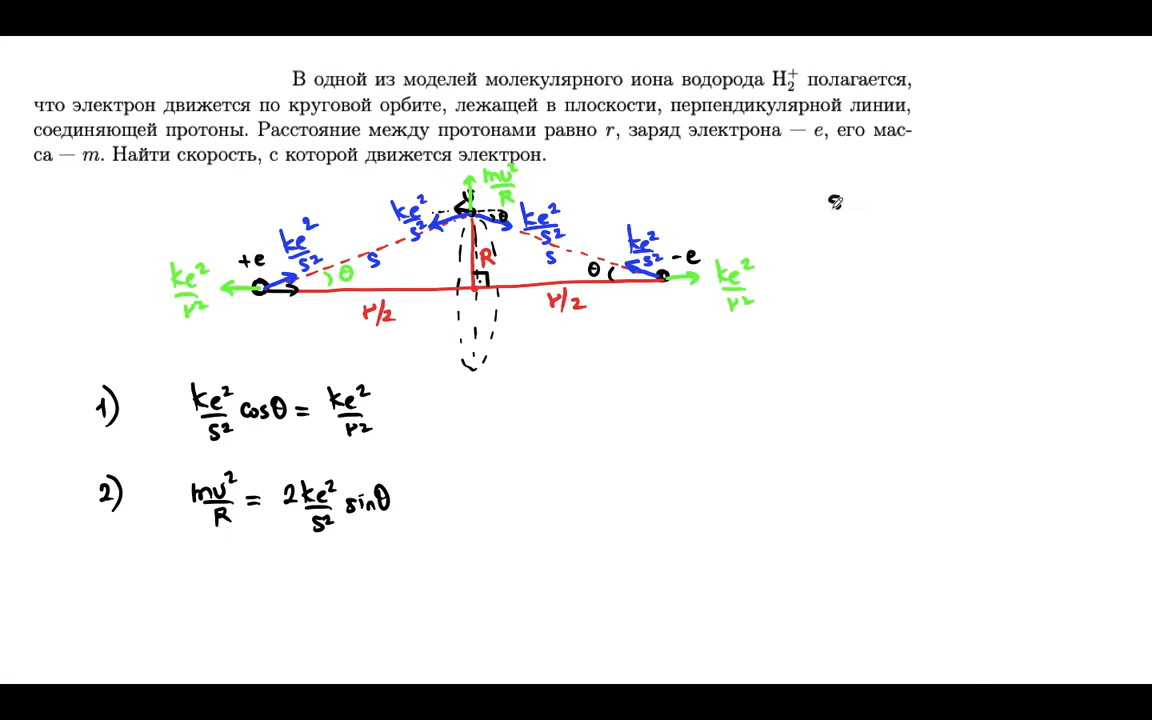 В одной из моделей молекулярного иона водорода H₂⁺ полагается,
что электрон движется по круговой орбите, лежащей в плоскости, перпендикулярной линии,
соединяющей протоны. Расстояние между протонами равно r, заряд электрона — e, его мас-
са — m. Найти скорость, с которой движется электрон.
mv²/R
ke²/s² ke²/s²
ke²/s² ke²/s²
+e -e
s R s
θ θ θ
ke²/r² ke²/r²
r/2 r/2
1) ke²/s² cosθ = ke²/r²
2) mv²/R = 2ke²/s² sinθ